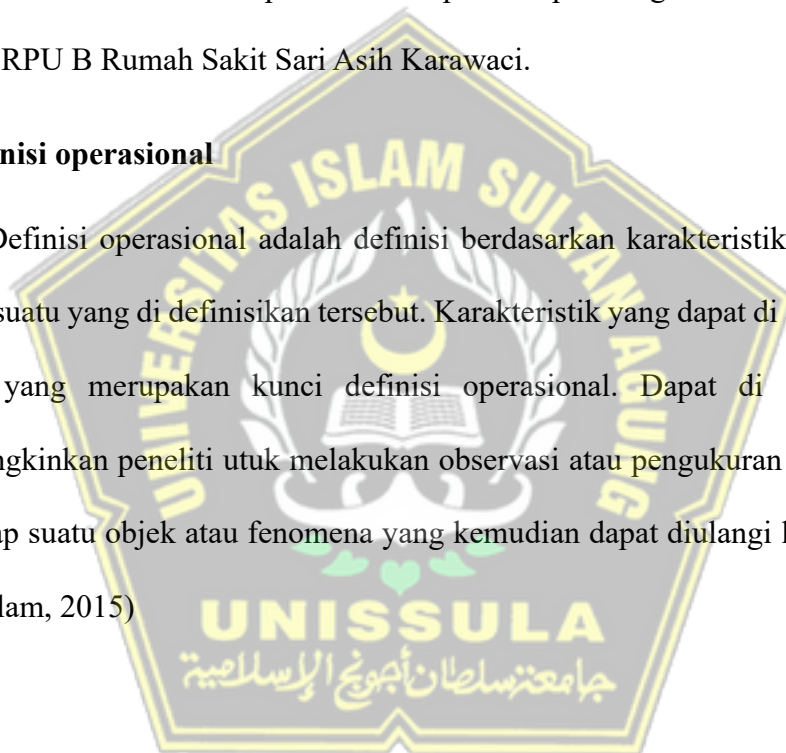 RPU B Rumah Sakit Sari Asih Karawaci.
nisi operasional
Definisi operasional adalah definisi berdasarkan karakteristik
suatu yang di definisikan tersebut. Karakteristik yang dapat di
yang merupakan kunci definisi operasional. Dapat di
ngkinkan peneliti utuk melakukan observasi atau pengukuran
ap suatu objek atau fenomena yang kemudian dapat diulangi
lam, 2015)
UNIVERSITAS ISLAM SULTAN AGUNG
UNISSULA
جامعتسلطان أجونج الإسلامية